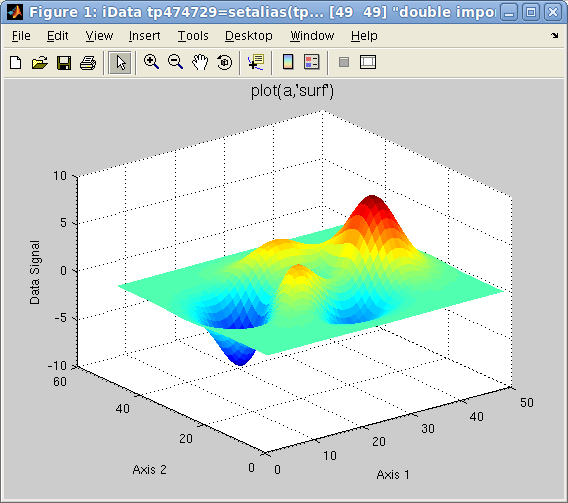 Figure 1: iData tp474729=setalias(tp... [49 49] "double impo
File Edit View Insert Tools Desktop Window Help
plot(a,'surf')
10
5
0
-5
-10
Data Signal
60
40
20
0
Axis 2
0
10
20
30
40
50
Axis 1